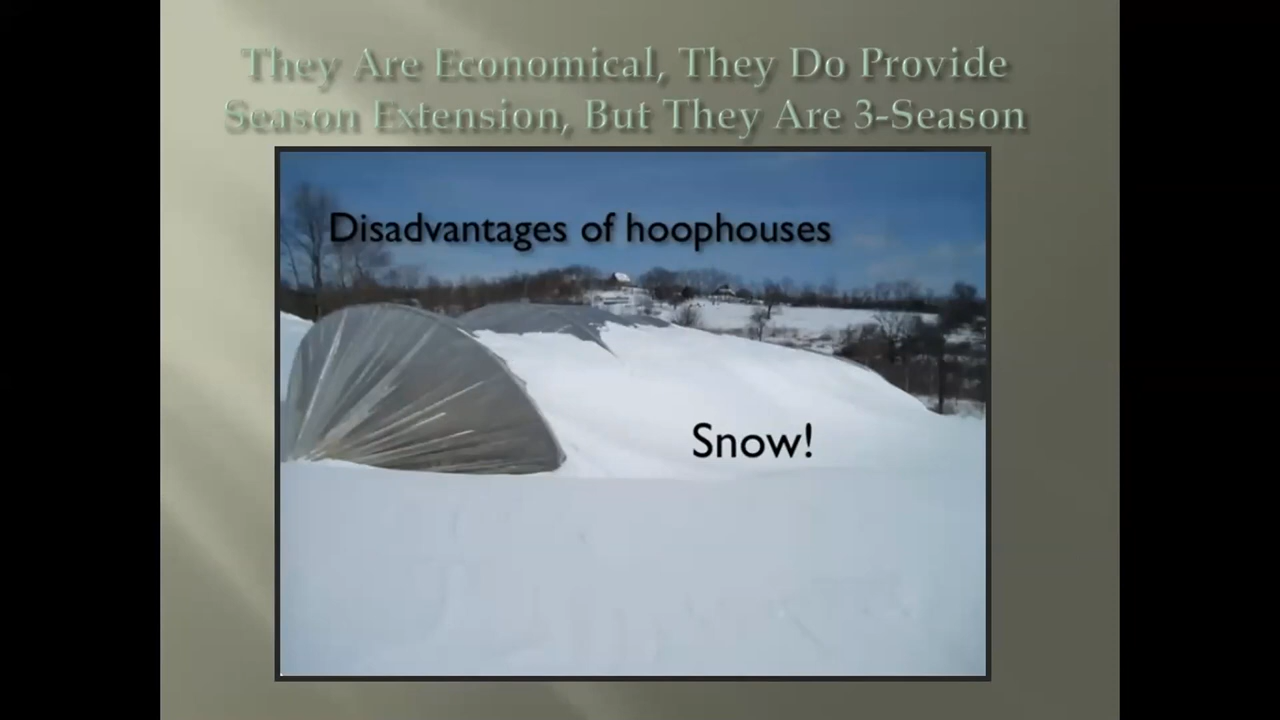 They Are Economical, They Do Provide
Season Extension, But They Are 3-Season
Disadvantages of hoophouses
Snow!